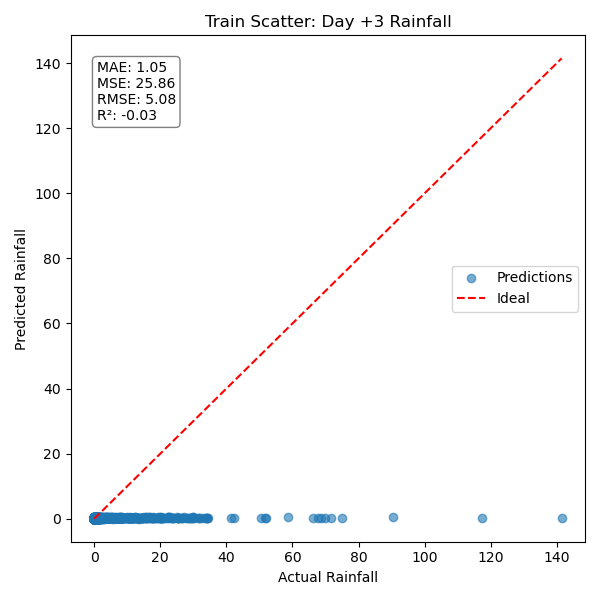 Train Scatter: Day +3 Rainfall
MAE: 1.05
MSE: 25.86
RMSE: 5.08
R²: -0.03
Predictions
Ideal
Predicted Rainfall
140
120
100
80
60
40
20
0
0 20 40 60 80 100 120 140
Actual Rainfall